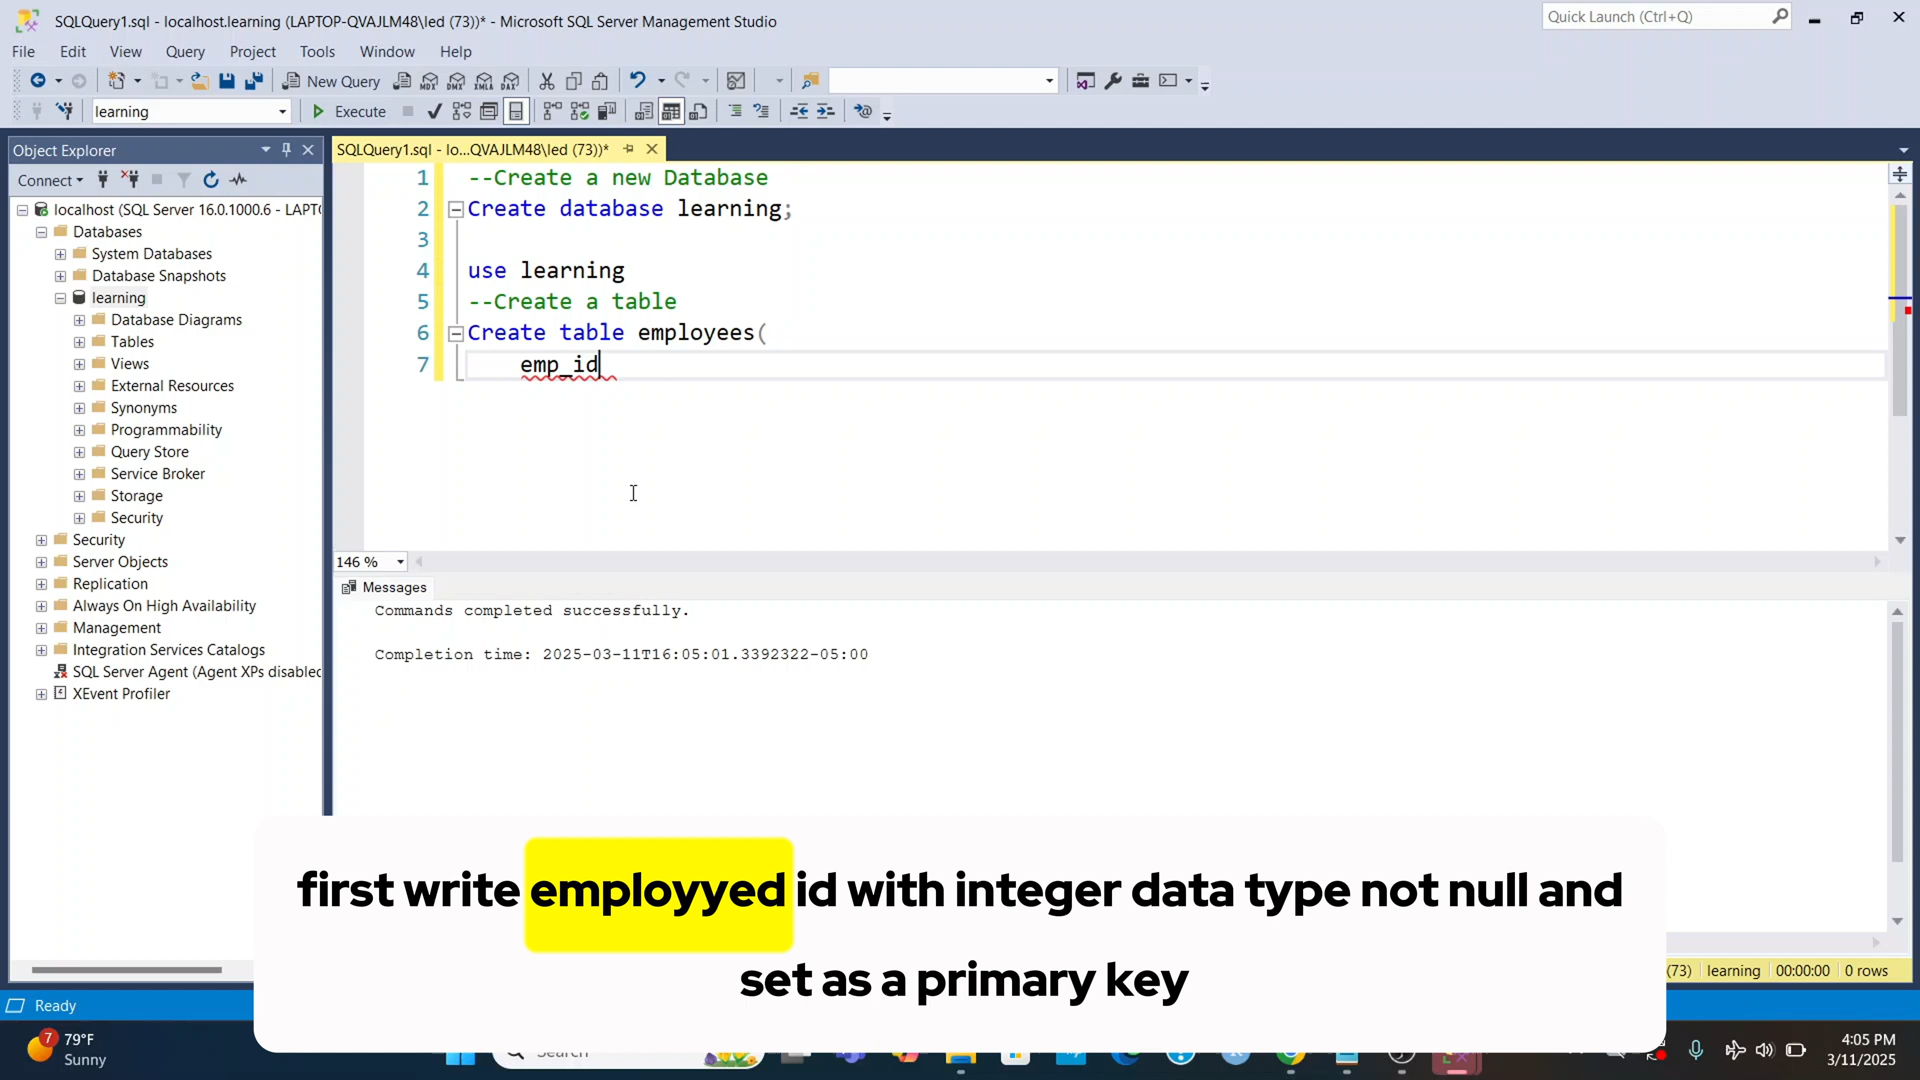 SQLQuery1.sql - localhost.learning (LAPTOP-QVAJLM48\led (73))* - Microsoft SQL Server Management Studio
Quick Launch (Ctrl+Q)
File Edit View Query Project Tools Window Help
New Query
MDX DMX XMLA DAX
learning
Execute
Object Explorer
SQLQuery1.sql - lo...QVAJLM48\led (73))*
Connect
localhost (SQL Server 16.0.1000.6 - LAPT
Databases
System Databases
Database Snapshots
learning
Database Diagrams
Tables
Views
External Resources
Synonyms
Programmability
Query Store
Service Broker
Storage
Security
Security
Server Objects
Replication
Always On High Availability
Management
Integration Services Catalogs
SQL Server Agent (Agent XPs disabled
XEvent Profiler
1 --Create a new Database
2 Create database learning;
3
4 use learning
5 --Create a table
6 Create table employees(
7 emp_id
146 %
Messages
Commands completed successfully.
Completion time: 2025-03-11T16:05:01.3392322-05:00
first write employyed id with integer data type not null and
set as a primary key
(73) learning 00:00:00 0 rows
Ready
7
79°F
Sunny
Search
4:05 PM
3/11/2025